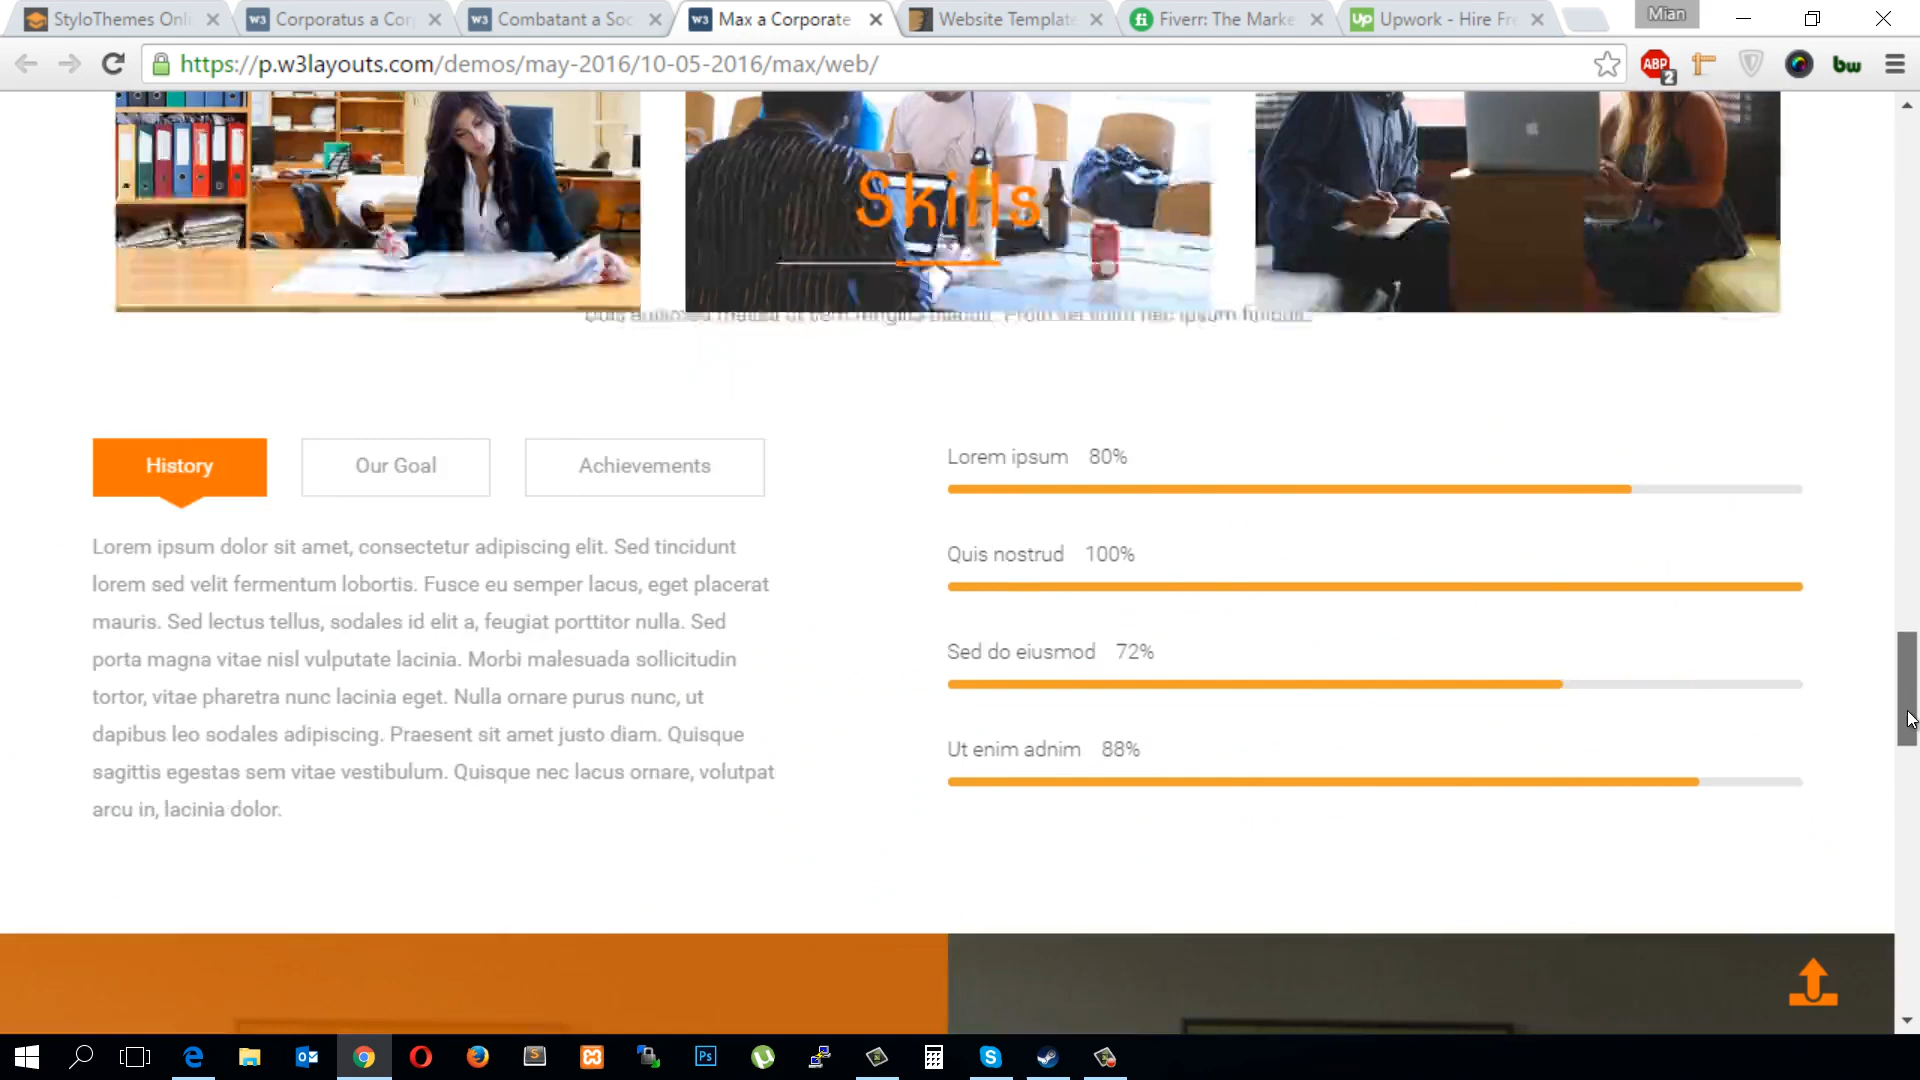 StyloThemes Onli
Corporatus a Cor
Combatant a Soc
Max a Corporate
Website Templat
Fiverr: The Marke
Upwork - Hire Fre
Mian
https://p.w3layouts.com/demos/may-2016/10-05-2016/max/web/
ABP
2
bw
Skills
History
Our Goal
Achievements
Lorem ipsum dolor sit amet, consectetur adipiscing elit. Sed tincidunt
lorem sed velit fermentum lobortis. Fusce eu semper lacus, eget placerat
mauris. Sed lectus tellus, sodales id elit a, feugiat porttitor nulla. Sed
porta magna vitae nisl vulputate lacinia. Morbi malesuada sollicitudin
tortor, vitae pharetra nunc lacinia eget. Nulla ornare purus nunc, ut
dapibus leo sodales adipiscing. Praesent sit amet justo diam. Quisque
sagittis egestas sem vitae vestibulum. Quisque nec lacus ornare, volutpat
arcu in, lacinia dolor.
Lorem ipsum 80%
Quis nostrud 100%
Sed do eiusmod 72%
Ut enim adnim 88%